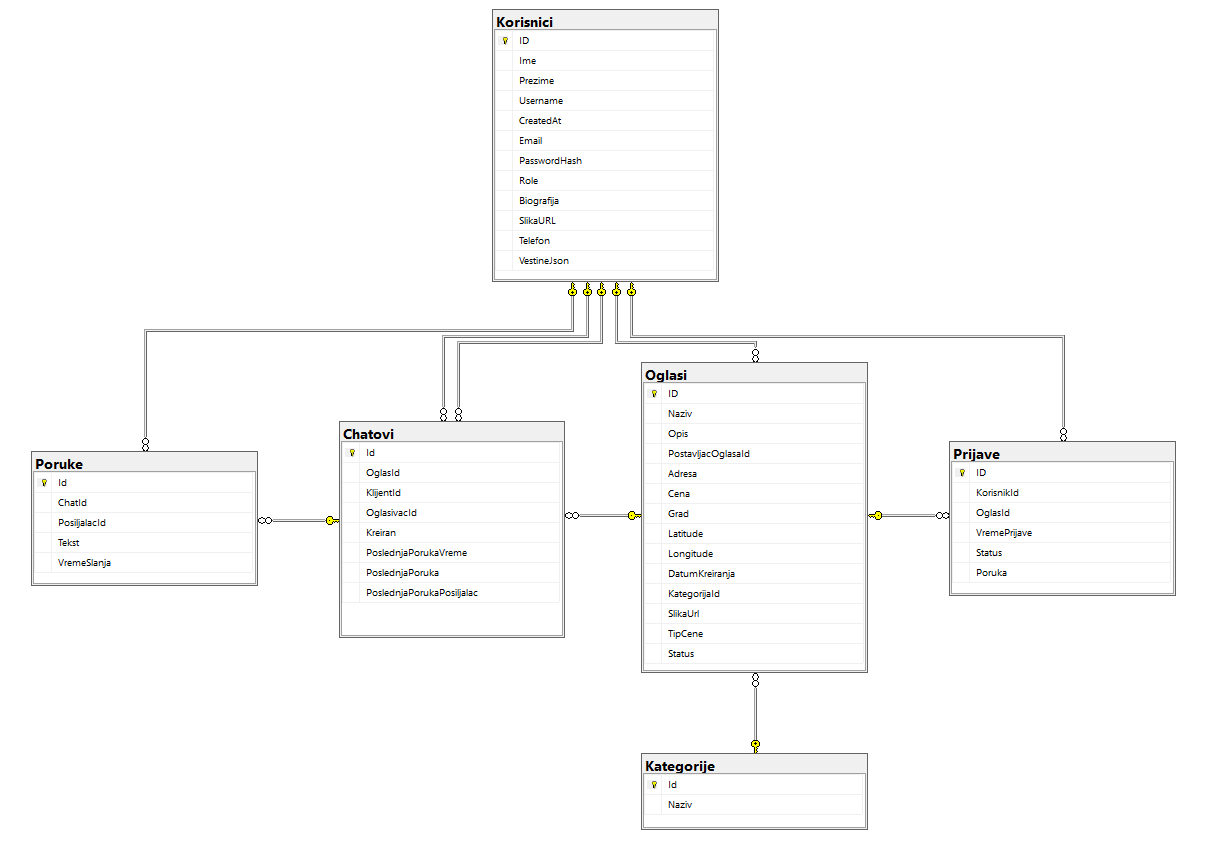 Korisnici
ID
Ime
Prezime
Username
CreatedAt
Email
PasswordHash
Role
Biografija
SlikaURL
Telefon
VestineJson
Poruke
Id
ChatId
PosiljalacId
Tekst
VremeSlanja
Chatovi
Id
OglasId
KlijentId
OglasivacId
Kreiran
PoslednjaPorukaVreme
PoslednjaPoruka
PoslednjaPorukaPosiljalac
Oglasi
ID
Naziv
Opis
PostavljacOglasaId
Adresa
Cena
Grad
Latitude
Longitude
DatumKreiranja
KategorijaId
SlikaUrl
TipCene
Status
Prijave
ID
KorisnikId
OglasId
VremePrijave
Status
Poruka
Kategorije
Id
Naziv